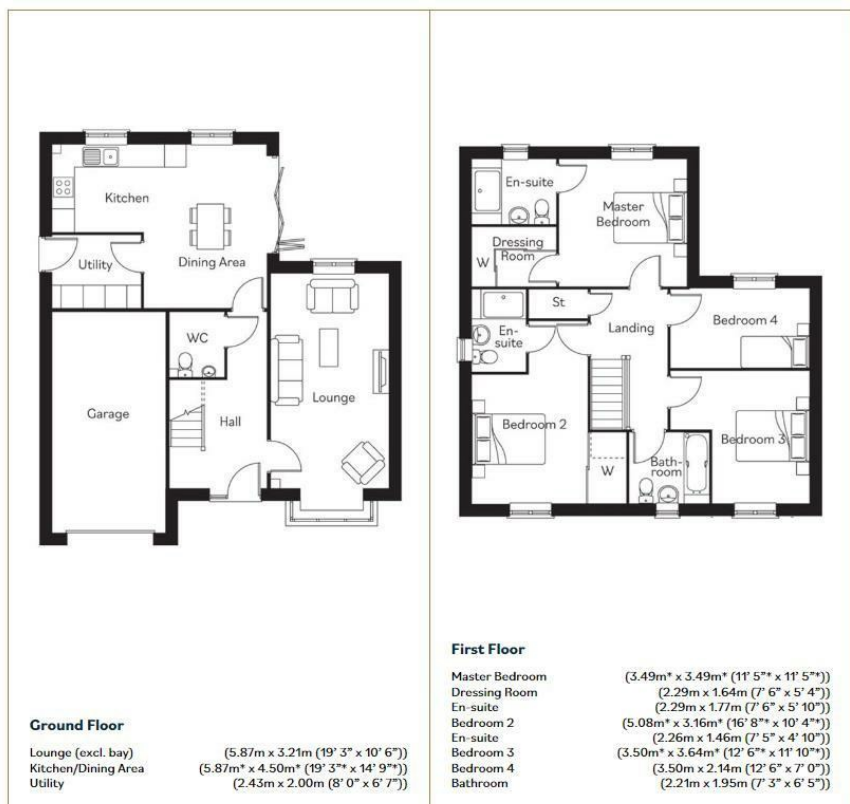 Kitchen
Dining Area
Utility
WC
Garage
Hall
Lounge
Ground Floor
Lounge (excl. bay) (5.87m x 3.21m (19' 3" x 10' 6"))
Kitchen/Dining Area (5.87m* x 4.50m* (19' 3"* x 14' 9"*))
Utility (2.43m x 2.00m (8' 0" x 6' 7"))
En-suite
Master
Bedroom
Dressing
Room
W
St
Landing
En-
suite
Bedroom 4
Bedroom 2
Bedroom 3
W
Bath-
room
First Floor
Master Bedroom (3.49m* x 3.49m* (11' 5"* x 11' 5"*))
Dressing Room (2.29m x 1.64m (7' 6" x 5' 4"))
En-suite (2.29m x 1.77m (7' 6" x 5' 10"))
Bedroom 2 (5.08m* x 3.16m* (16' 8"* x 10' 4"*))
En-suite (2.26m x 1.46m (7' 5" x 4' 10"))
Bedroom 3 (3.50m* x 3.64m* (12' 6"* x 11' 10"*))
Bedroom 4 (3.50m x 2.14m (12' 6" x 7' 0"))
Bathroom (2.21m x 1.95m (7' 3" x 6' 5"))